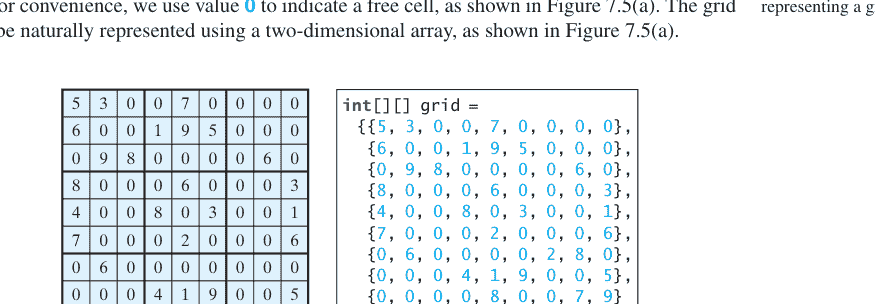 or convenience, we use value 0 to indicate a free cell, as shown in Figure 7.5(a). The grid
be naturally represented using a two-dimensional array, as shown in Figure 7.5(a).
representing a g
5 3 0 0 7 0 0 0 0
6 0 0 1 9 5 0 0 0
0 9 8 0 0 0 0 6 0
8 0 0 0 6 0 0 0 3
4 0 0 8 0 3 0 0 1
7 0 0 0 2 0 0 0 6
0 6 0 0 0 0 0 0 0
0 0 0 4 1 9 0 0 5
int[][] grid =
{{5, 3, 0, 0, 7, 0, 0, 0, 0},
{6, 0, 0, 1, 9, 5, 0, 0, 0},
{0, 9, 8, 0, 0, 0, 0, 6, 0},
{8, 0, 0, 0, 6, 0, 0, 0, 3},
{4, 0, 0, 8, 0, 3, 0, 0, 1},
{7, 0, 0, 0, 2, 0, 0, 0, 6},
{0, 6, 0, 0, 0, 0, 2, 8, 0},
{0, 0, 0, 4, 1, 9, 0, 0, 5},
{0, 0, 0, 0, 8, 0, 0, 7, 9}